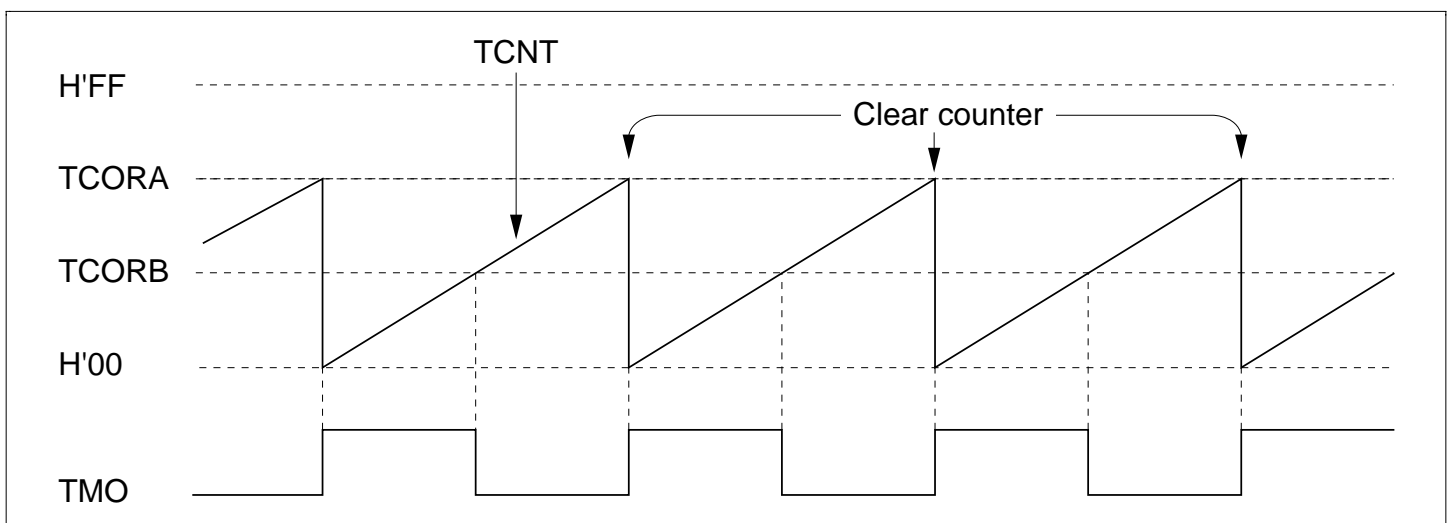 TCNT
H'FF
Clear counter
TCORA
TCORB
H'00
TMO